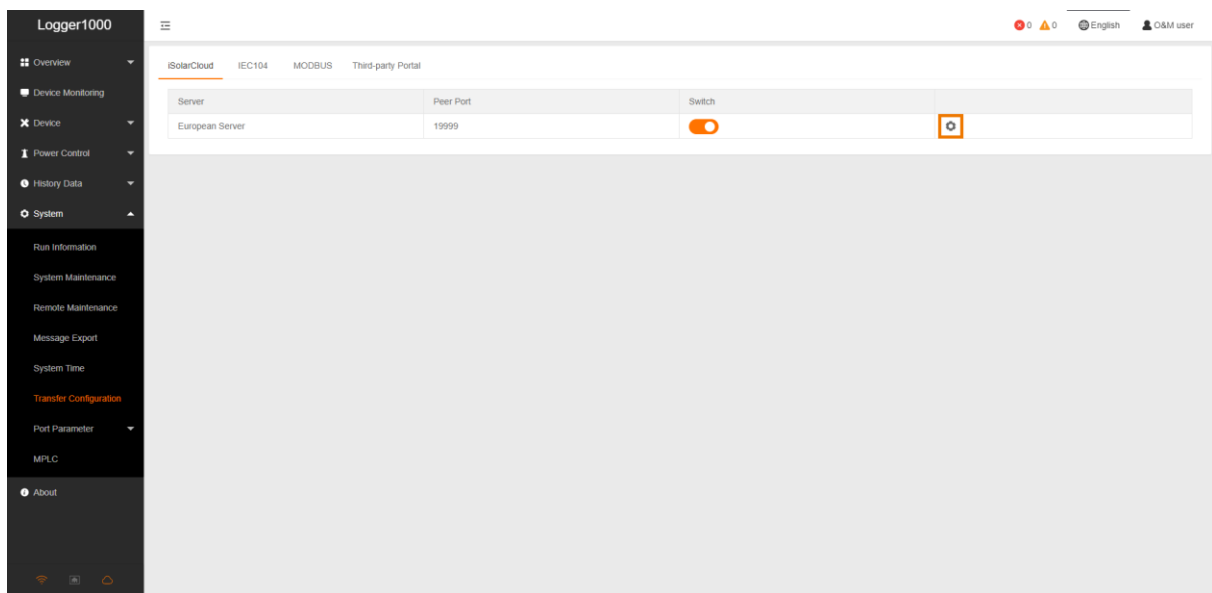 Logger1000
0 0 English O&M user
Overview
Device Monitoring
Device
Power Control
History Data
System
Run Information
System Maintenance
Remote Maintenance
Message Export
System Time
Transfer Configuration
Port Parameter
MPLC
About
iSolarCloud IEC104 MODBUS Third-party Portal
Server Peer Port Switch
European Server 19999